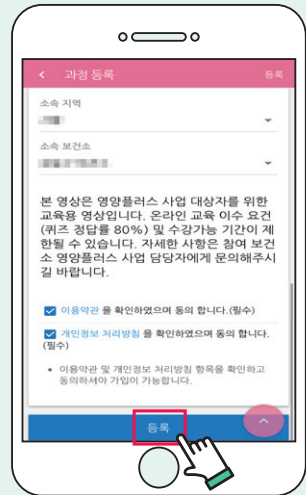 과정 등록
등록
소속 지역
소속 보건소
본 영상은 영양플러스 사업 대상자를 위한
교육용 영상입니다. 온라인 교육 이수 요건
(퀴즈 정답률 80%) 및 수강가능 기간이 제
한될 수 있습니다. 자세한 사항은 참여 보건
소 영양플러스 사업 담당자에게 문의해주시
길 바랍니다.
이용약관 을 확인하였으며 동의 합니다.(필수)
개인정보 처리방침 을 확인하였으며 동의 합니다.
(필수)
• 이용약관 및 개인정보 처리방침 항목을 확인하고
동의하셔야 가입이 가능합니다.
등록